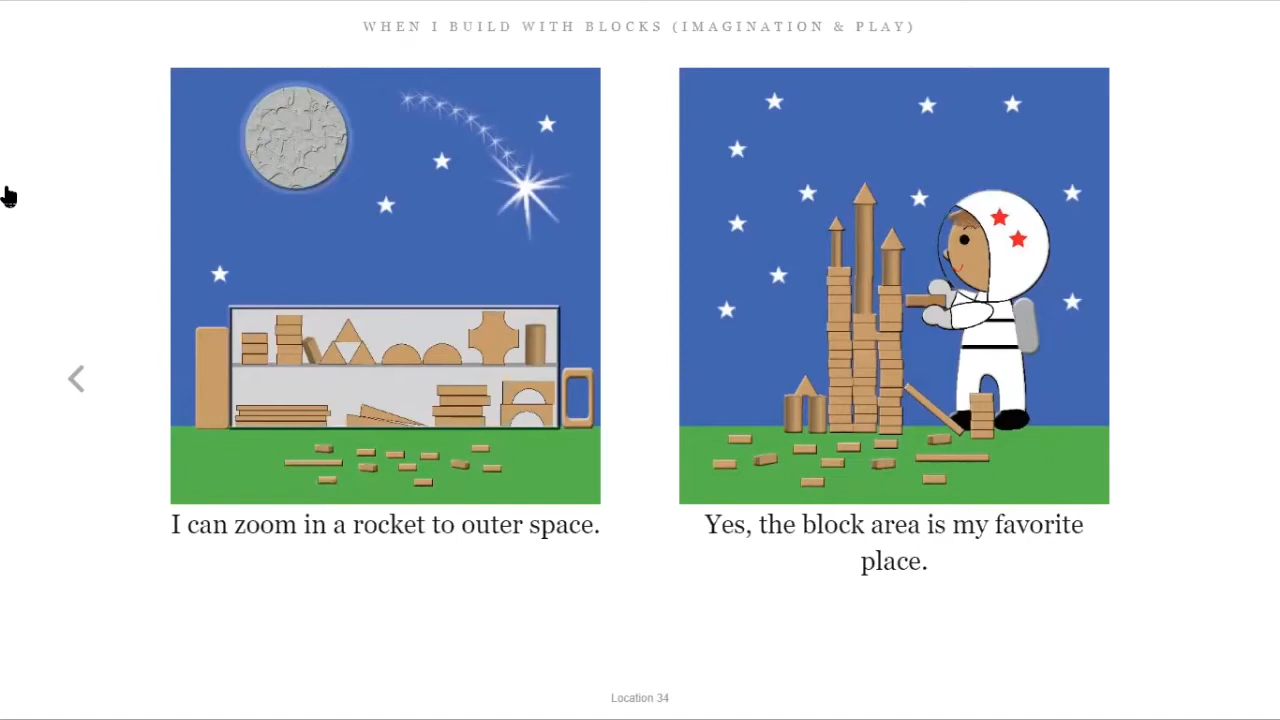 WHEN I BUILD WITH BLOCKS (IMAGINATION & PLAY)
I can zoom in a rocket to outer space.
Yes, the block area is my favorite
place.
Location 34